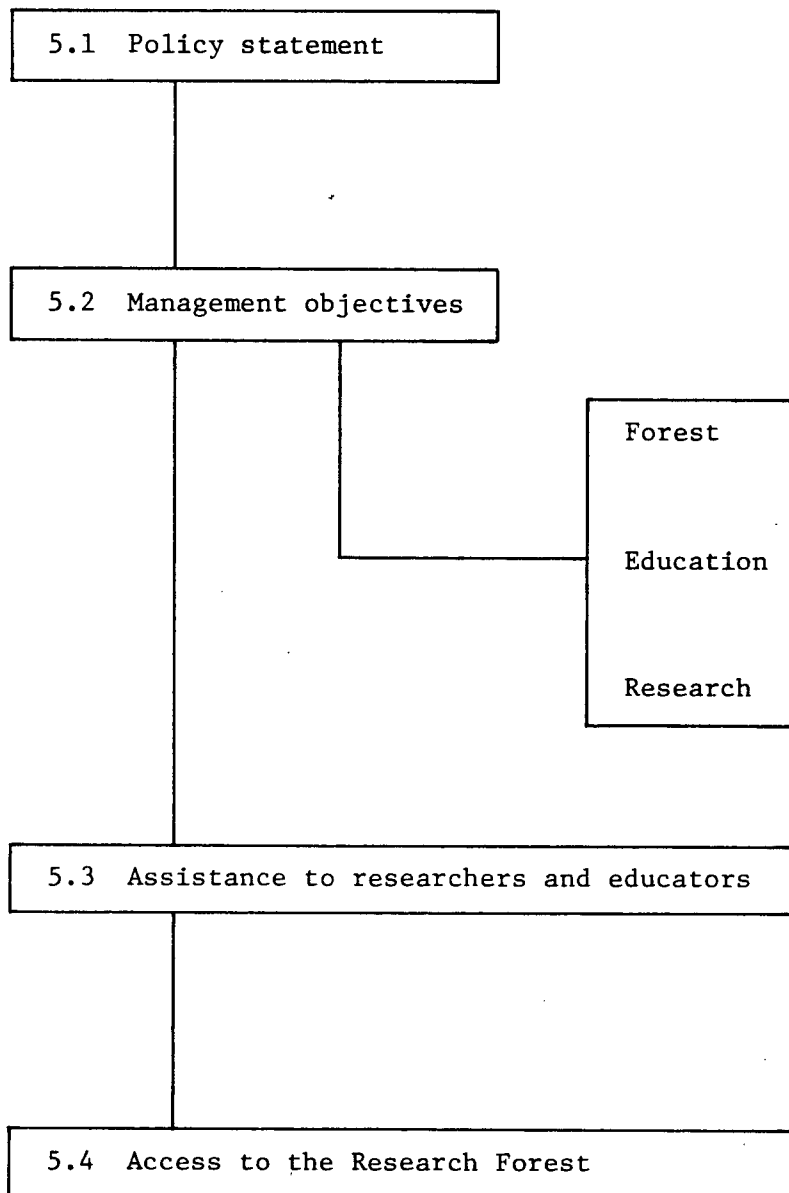 5.1 Policy statement
5.2 Management objectives
Forest
Education
Research
5.3 Assistance to researchers and educators
5.4 Access to the Research Forest